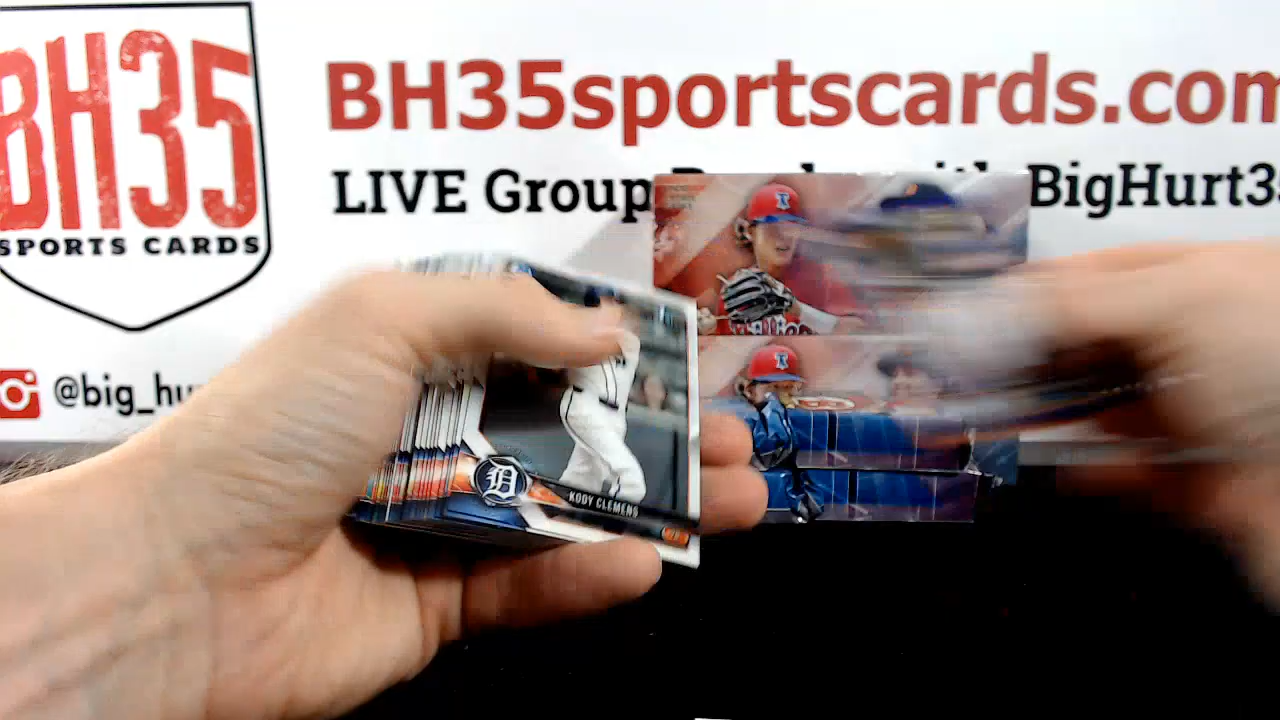 BH35
SPORTS CARDS
BH35sportscards.com
LIVE Group BigHurt3
@big_hu
D
KODY CLEMENS